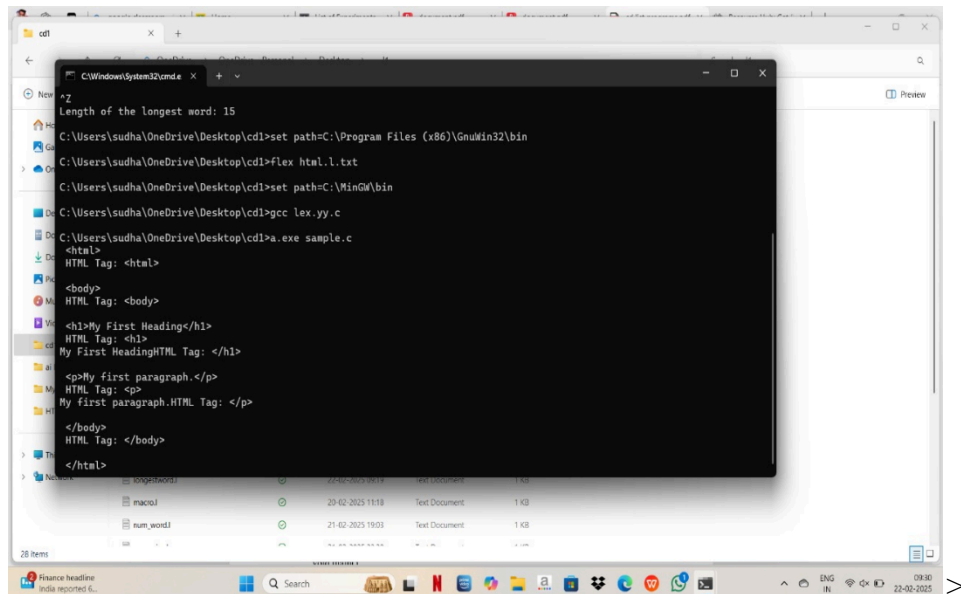 cd1
C:\Windows\System32\cmd.e
New
Preview
^Z
Length of the longest word: 15
C:\Users\sudha\OneDrive\Desktop\cd1>set path=C:\Program Files (x86)\GnuWin32\bin
C:\Users\sudha\OneDrive\Desktop\cd1>flex html.l.txt
C:\Users\sudha\OneDrive\Desktop\cd1>set path=C:\MinGW\bin
C:\Users\sudha\OneDrive\Desktop\cd1>gcc lex.yy.c
C:\Users\sudha\OneDrive\Desktop\cd1>a.exe sample.c
<html>
HTML Tag: <html>
<body>
HTML Tag: <body>
<h1>My First Heading</h1>
HTML Tag: <h1>
My First HeadingHTML Tag: </h1>
<p>My first paragraph.</p>
HTML Tag: <p>
My first paragraph.HTML Tag: </p>
</body>
HTML Tag: </body>
</html>
longestword.l 22-02-2025 09:19 Text Document 1 KB
macro.l 20-02-2025 11:18 Text Document 1 KB
num_word.l 21-02-2025 19:03 Text Document 1 KB
28 items
Finance headline
India reported 6...
Search
ENG
IN
09:30
22-02-2025
>